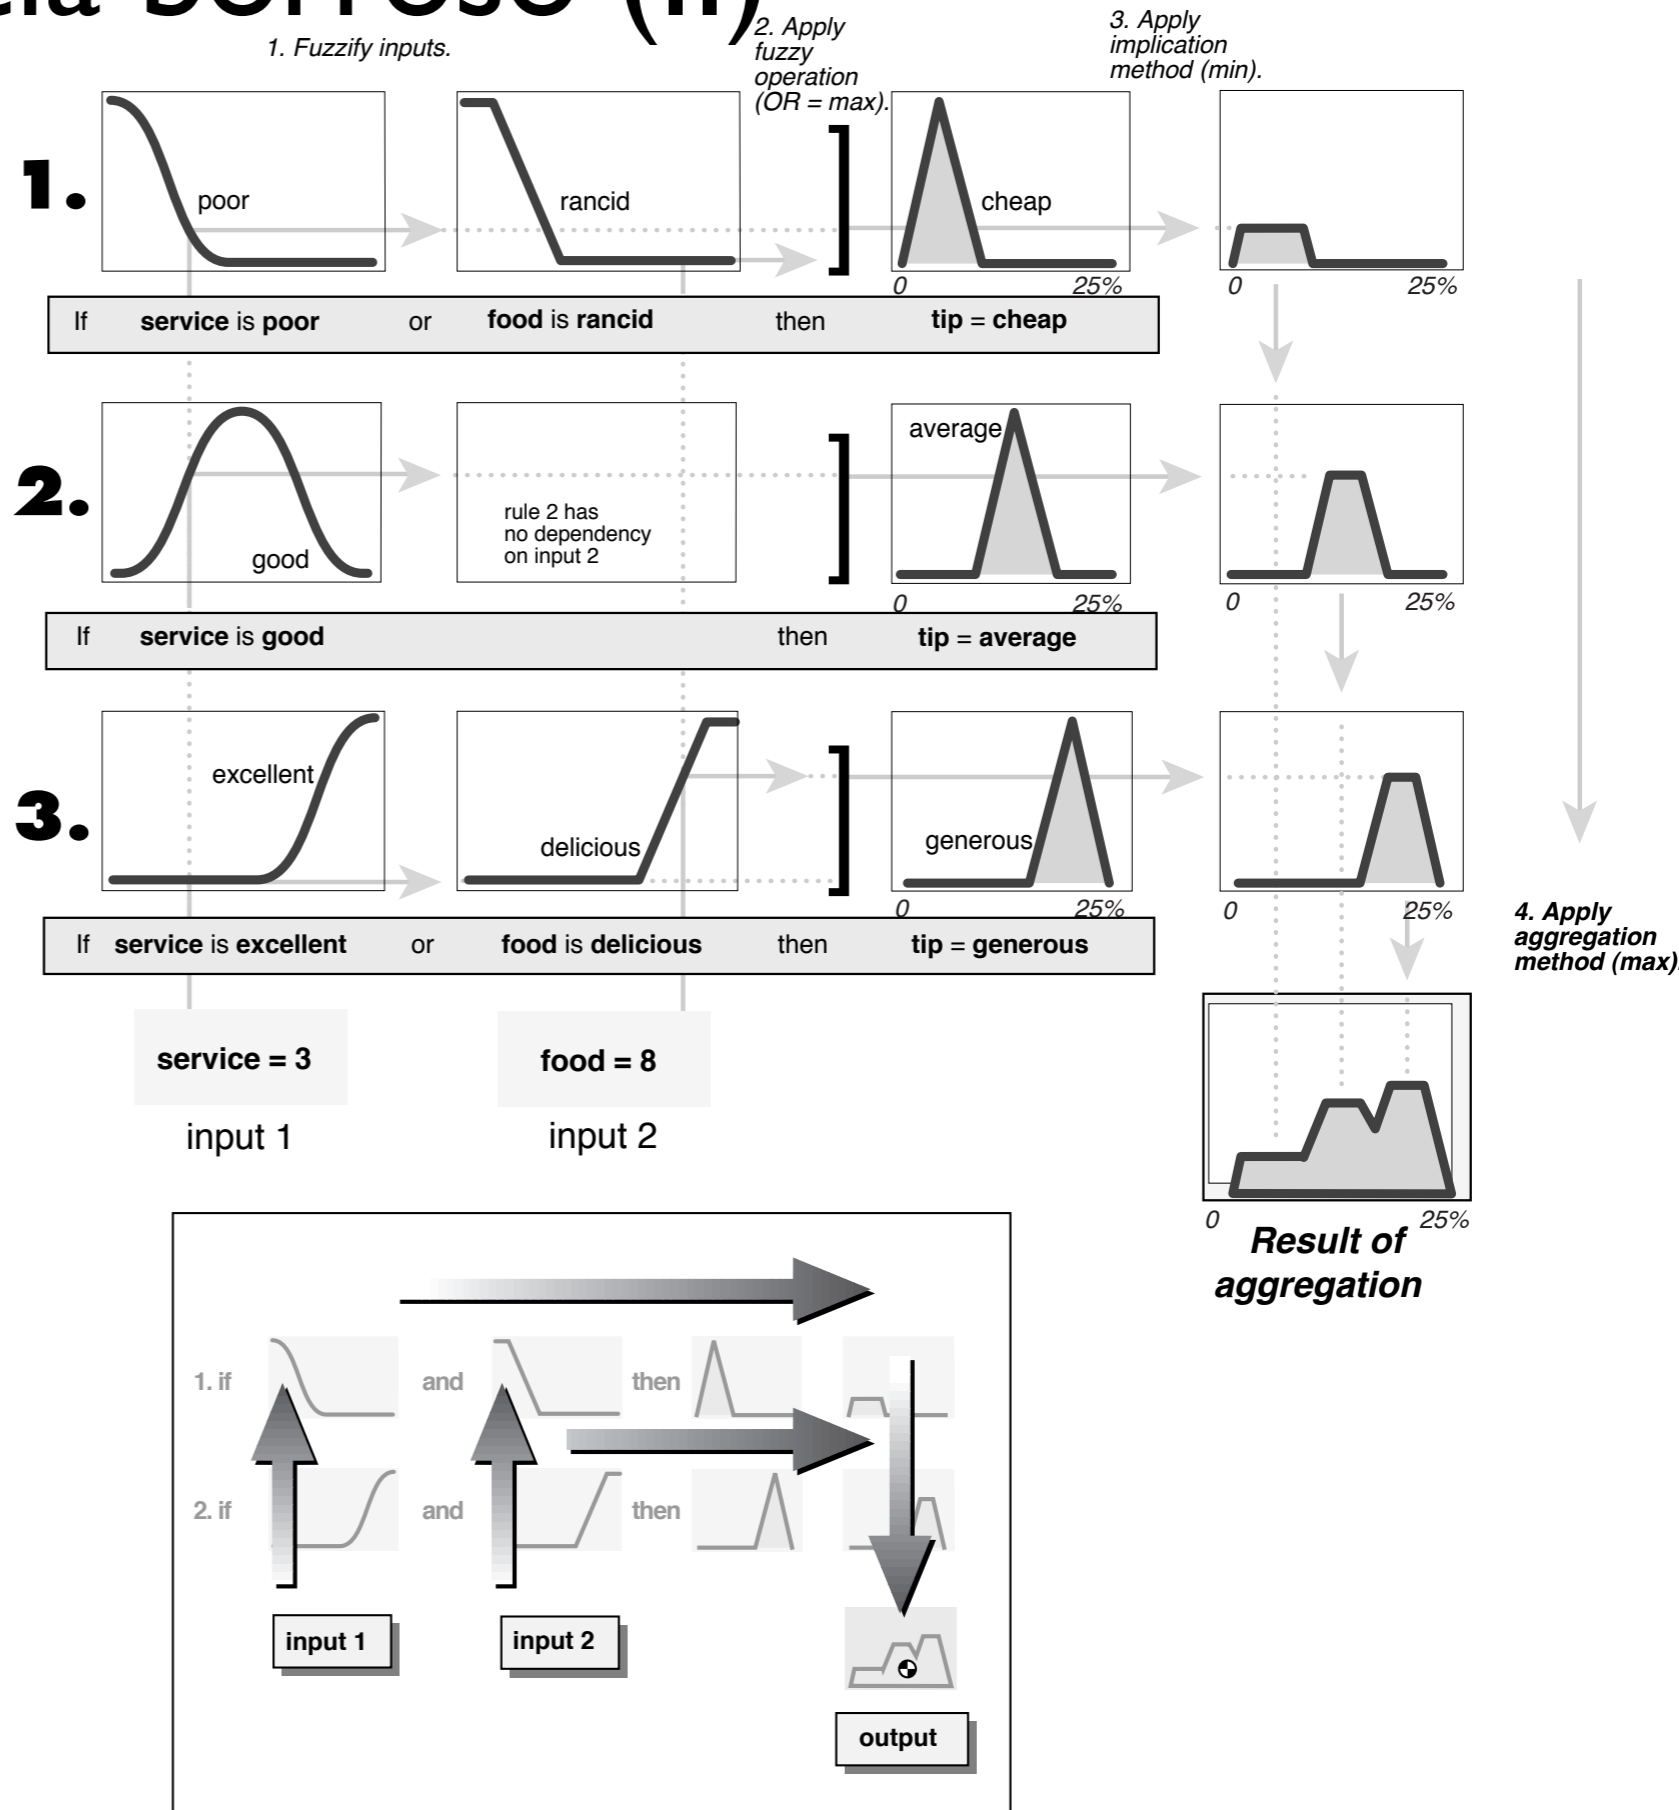 (II)
1. Fuzzify inputs.
2. Apply
fuzzy
operation
(OR = max).
3. Apply
implication
method (min).
1.
poor
rancid
cheap
0 25%
0 25%
If service is poor or food is rancid then tip = cheap
2.
good
rule 2 has
no dependency
on input 2
average
0 25%
0 25%
If service is good then tip = average
3.
excellent
delicious
generous
0 25%
0 25%
If service is excellent or food is delicious then tip = generous
4. Apply
aggregation
method (max)
service = 3
food = 8
input 1
input 2
0 25%
Result of
aggregation
1. if and then
2. if and then
input 1
input 2
output